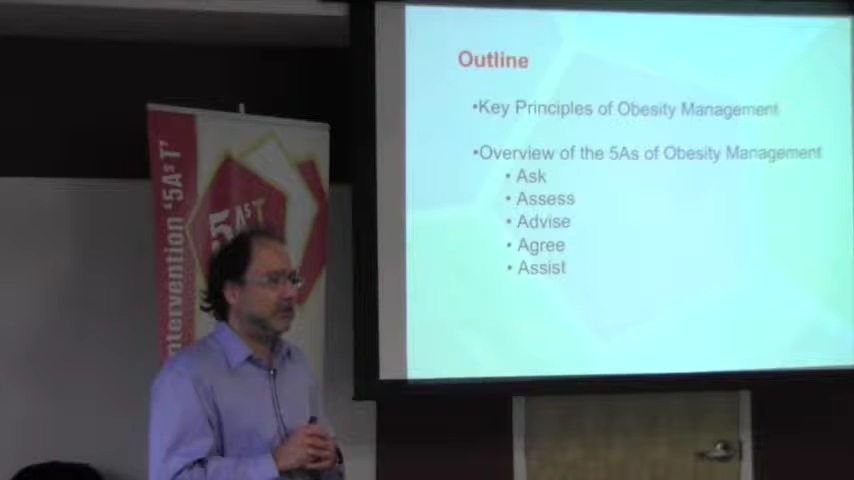 Outline
•Key Principles of Obesity Management
•Overview of the 5As of Obesity Management
• Ask
• Assess
• Advise
• Agree
• Assist
Intervention '5AsT'
5AsT